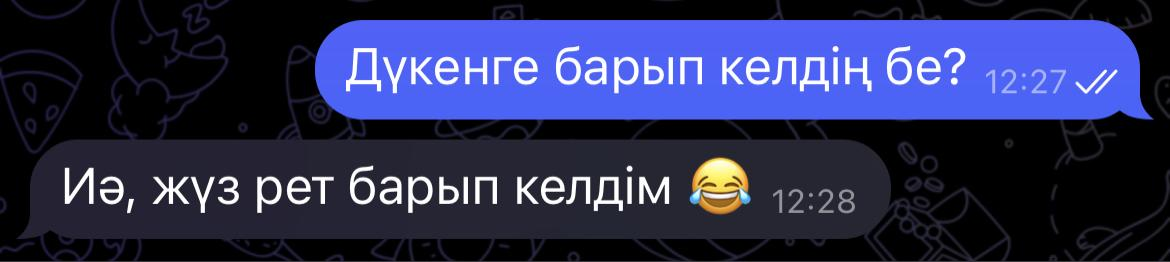 Дүкенге барып келдің бе? 12:27
Иә, жүз рет барып келдім 😂 12:28